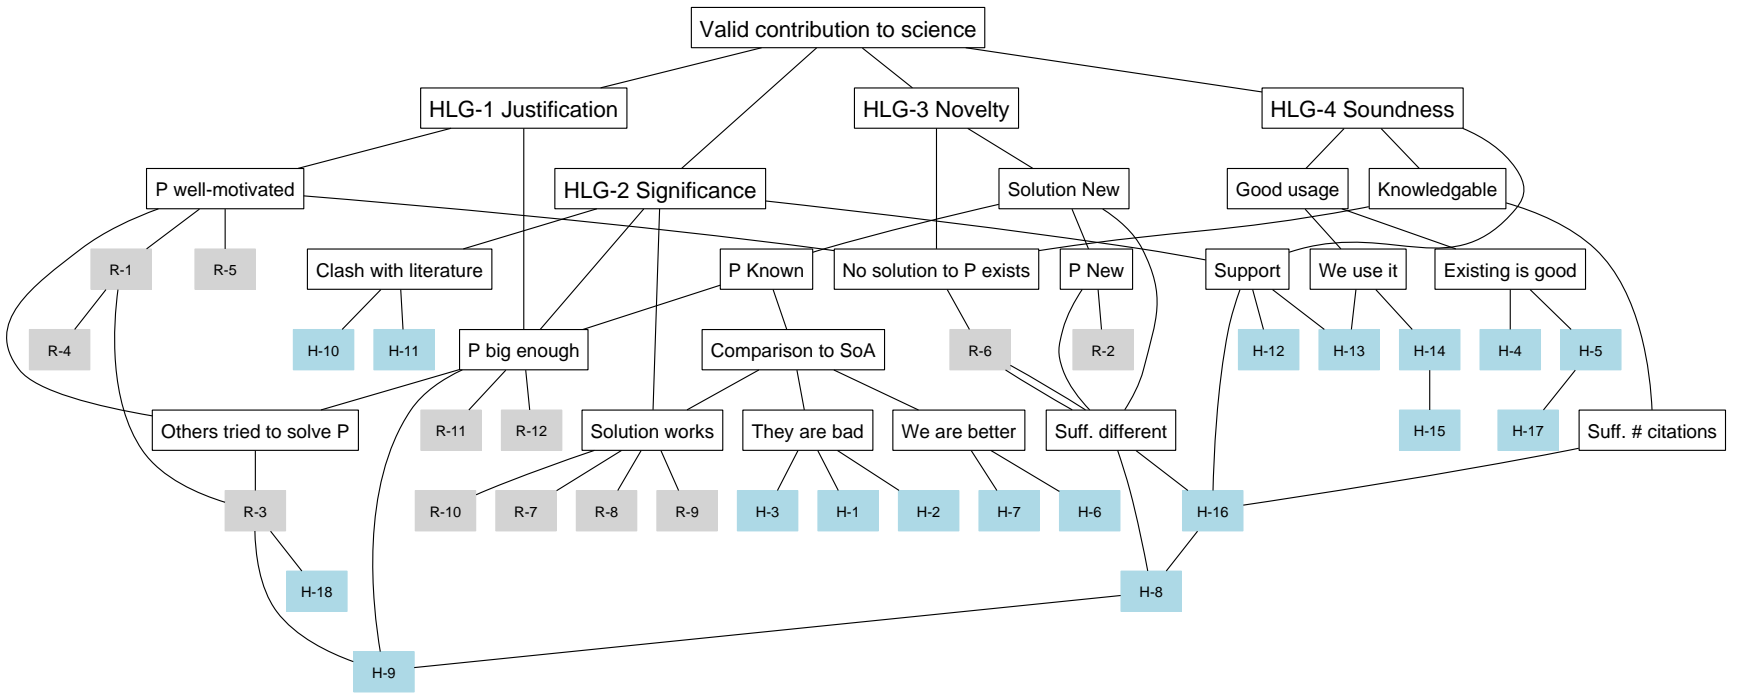 Valid contribution to science
HLG-1 Justification
HLG-3 Novelty
HLG-4 Soundness
P well-motivated
HLG-2 Significance
Solution New
Good usage
Knowledgable
R-1
R-5
Clash with literature
P Known
No solution to P exists
P New
Support
We use it
Existing is good
R-4
H-10
H-11
P big enough
Comparison to SoA
R-6
R-2
H-12
H-13
H-14
H-4
H-5
Others tried to solve P
R-11
R-12
Solution works
They are bad
We are better
Suff. different
H-15
H-17
Suff. # citations
R-3
R-10
R-7
R-8
R-9
H-3
H-1
H-2
H-7
H-6
H-16
H-18
H-8
H-9